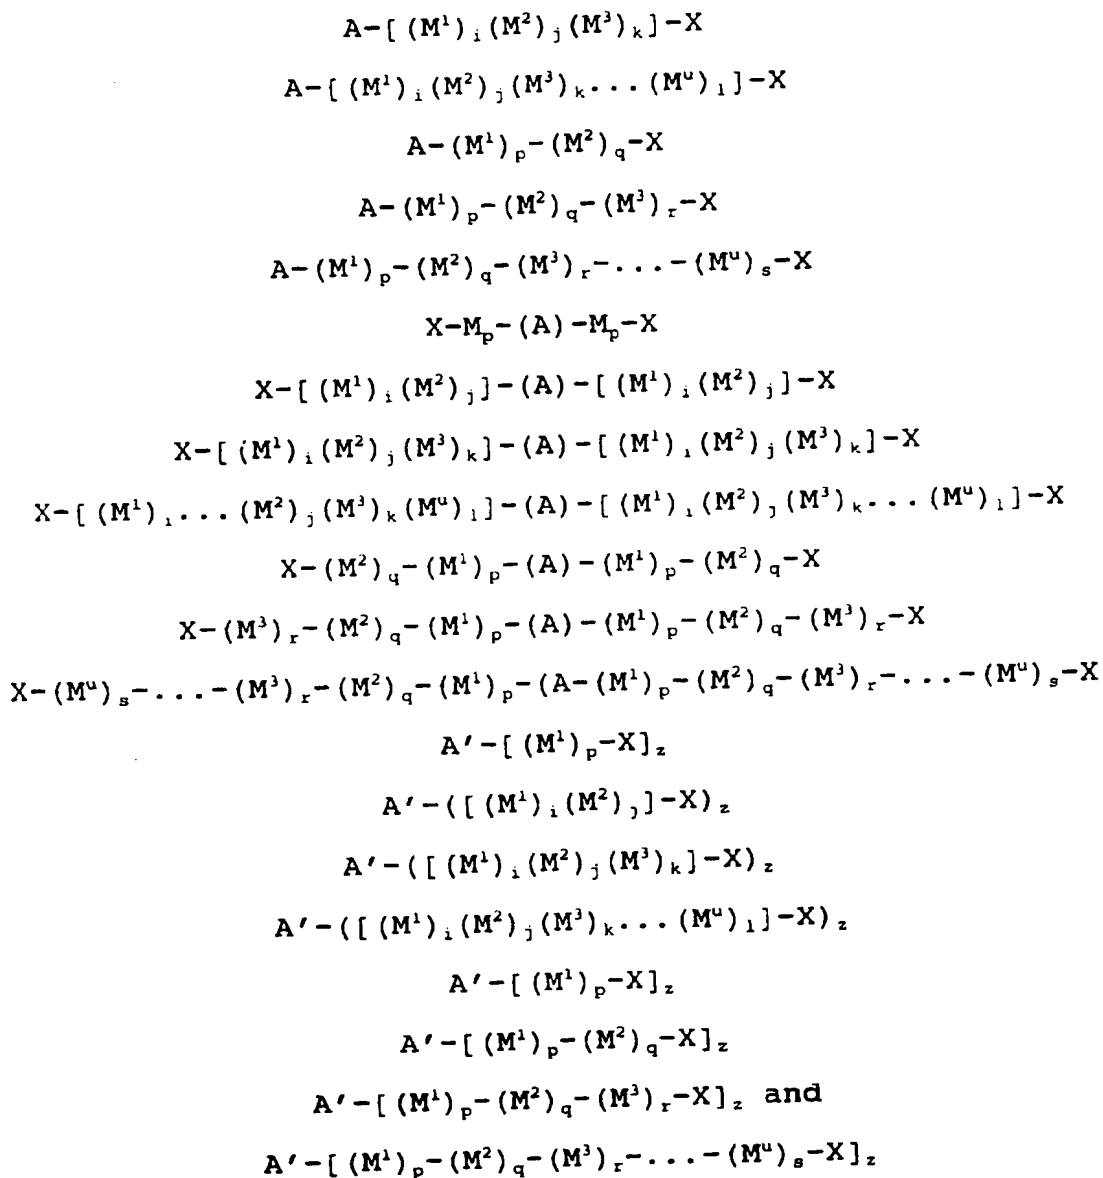 A-[(M¹)ᵢ(M²)ⱼ(M³)ₖ]-X
A-[(M¹)ᵢ(M²)ⱼ(M³)ₖ...(Mᵘ)ₗ]-X
A-(M¹)ₚ-(M²)q-X
A-(M¹)ₚ-(M²)q-(M³)ᵣ-X
A-(M¹)ₚ-(M²)q-(M³)ᵣ-...-(Mᵘ)ₛ-X
X-Mₚ-(A)-Mₚ-X
X-[(M¹)ᵢ(M²)ⱼ]-(A)-[(M¹)ᵢ(M²)ⱼ]-X
X-[(M¹)ᵢ(M²)ⱼ(M³)ₖ]-(A)-[(M¹)ᵢ(M²)ⱼ(M³)ₖ]-X
X-[(M¹)ᵢ...(M²)ⱼ(M³)ₖ(Mᵘ)ₗ]-(A)-[(M¹)ᵢ(M²)ⱼ(M³)ₖ...(Mᵘ)ₗ]-X
X-(M²)q-(M¹)ₚ-(A)-(M¹)ₚ-(M²)q-X
X-(M³)ᵣ-(M²)q-(M¹)ₚ-(A)-(M¹)ₚ-(M²)q-(M³)ᵣ-X
X-(Mᵘ)ₛ-...-(M³)ᵣ-(M²)q-(M¹)ₚ-(A-(M¹)ₚ-(M²)q-(M³)ᵣ-...-(Mᵘ)ₛ-X
A'-[(M¹)ₚ-X]z
A'-([(M¹)ᵢ(M²)ⱼ]-X)z
A'-([(M¹)ᵢ(M²)ⱼ(M³)ₖ]-X)z
A'-([(M¹)ᵢ(M²)ⱼ(M³)ₖ...(Mᵘ)ₗ]-X)z
A'-[(M¹)ₚ-X]z
A'-[(M¹)ₚ-(M²)q-X]z
A'-[(M¹)ₚ-(M²)q-(M³)ᵣ-X]z and
A'-[(M¹)ₚ-(M²)q-(M³)ᵣ-...-(Mᵘ)ₛ-X]z